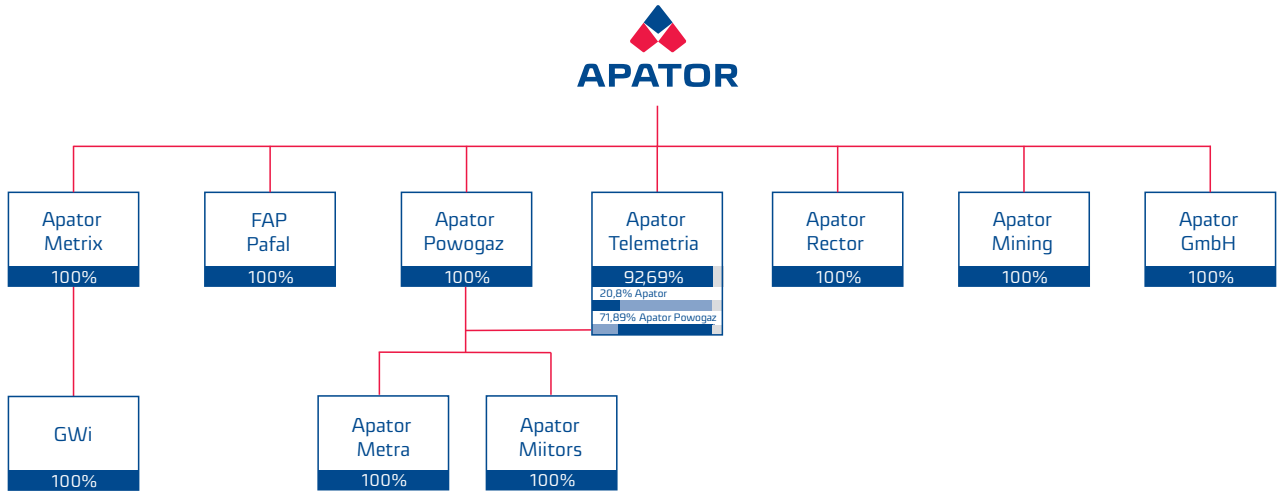 APATOR
Apator
Metrix
100%
FAP
Pafal
100%
Apator
Powogaz
100%
Apator
Telemetria
92,69%
20,8% Apator
71,89% Apator Powogaz
Apator
Rector
100%
Apator
Mining
100%
Apator
GmbH
100%
GWi
100%
Apator
Metra
100%
Apator
Miitors
100%